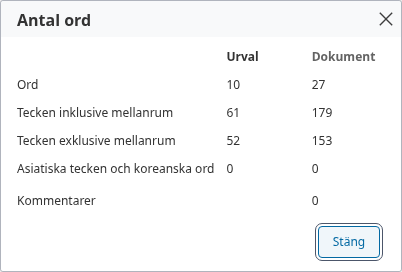 Antal ord
Urval Dokument
Ord 10 27
Tecken inklusive mellanrum 61 179
Tecken exklusive mellanrum 52 153
Asiatiska tecken och koreanska ord 0 0
Kommentarer 0
Stäng